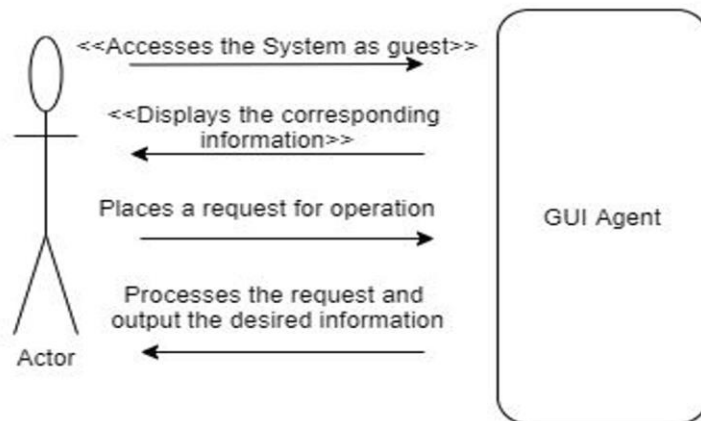 <<Accesses the System as guest>>
<<Displays the corresponding
information>>
Places a request for operation
GUI Agent
Processes the request and
output the desired information
Actor